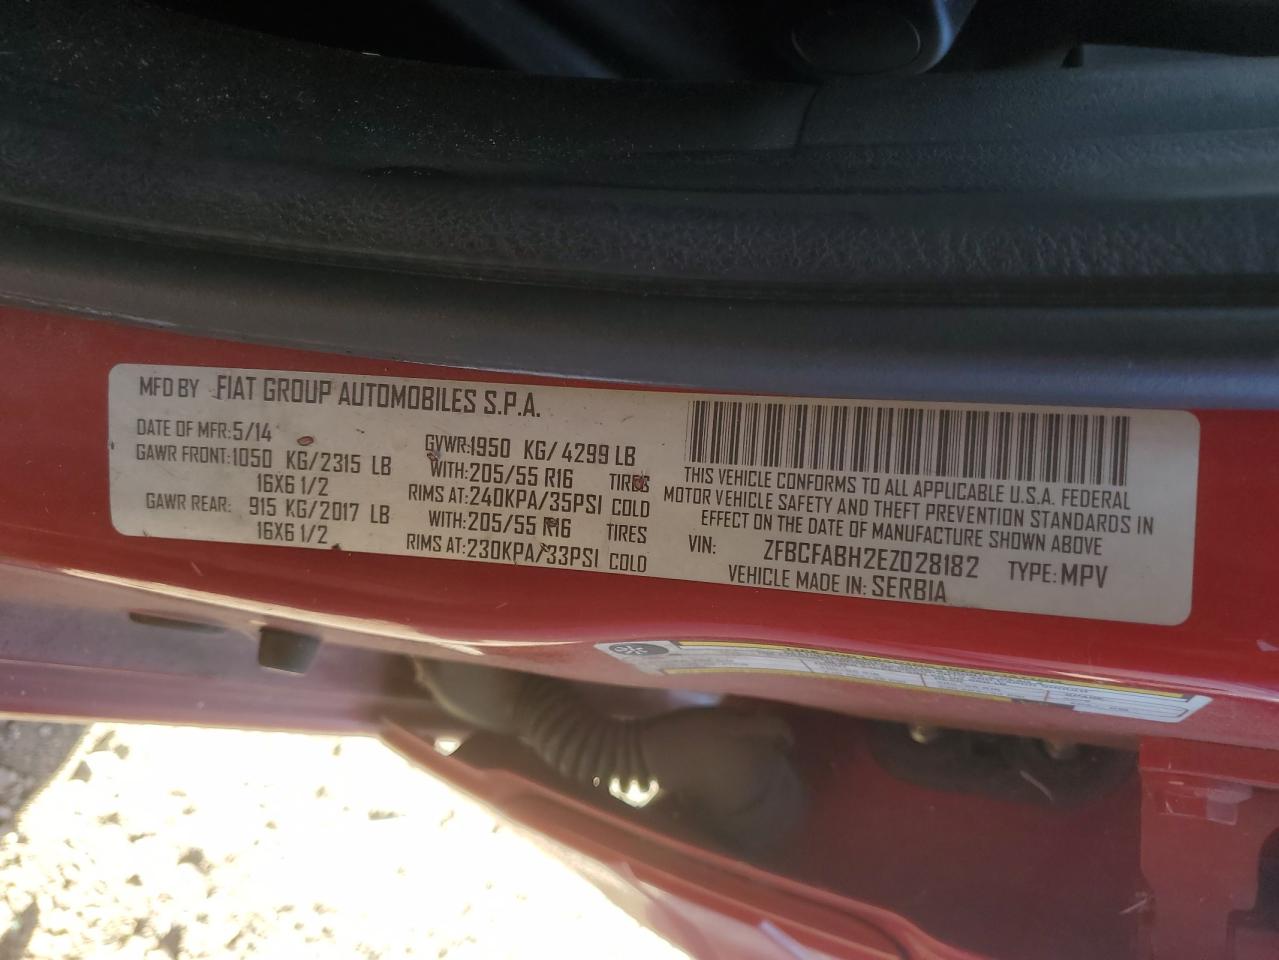 MFD BY FIAT GROUP AUTOMOBILES S.P.A.
DATE OF MFR:5/14 GVWR:1950 KG/4299 LB
GAWR FRONT:1050 KG/2315 LB WITH:205/55 R16 TIRES
16X6 1/2 RIMS AT:240KPA/35PSI COLD
GAWR REAR: 915 KG/2017 LB WITH:205/55 R16 TIRES
16X6 1/2 RIMS AT:230KPA/33PSI COLD
THIS VEHICLE CONFORMS TO ALL APPLICABLE U.S.A. FEDERAL
MOTOR VEHICLE SAFETY AND THEFT PREVENTION STANDARDS IN
EFFECT ON THE DATE OF MANUFACTURE SHOWN ABOVE
VIN: ZFBCFABH2EZ028182 TYPE: MPV
VEHICLE MADE IN: SERBIA